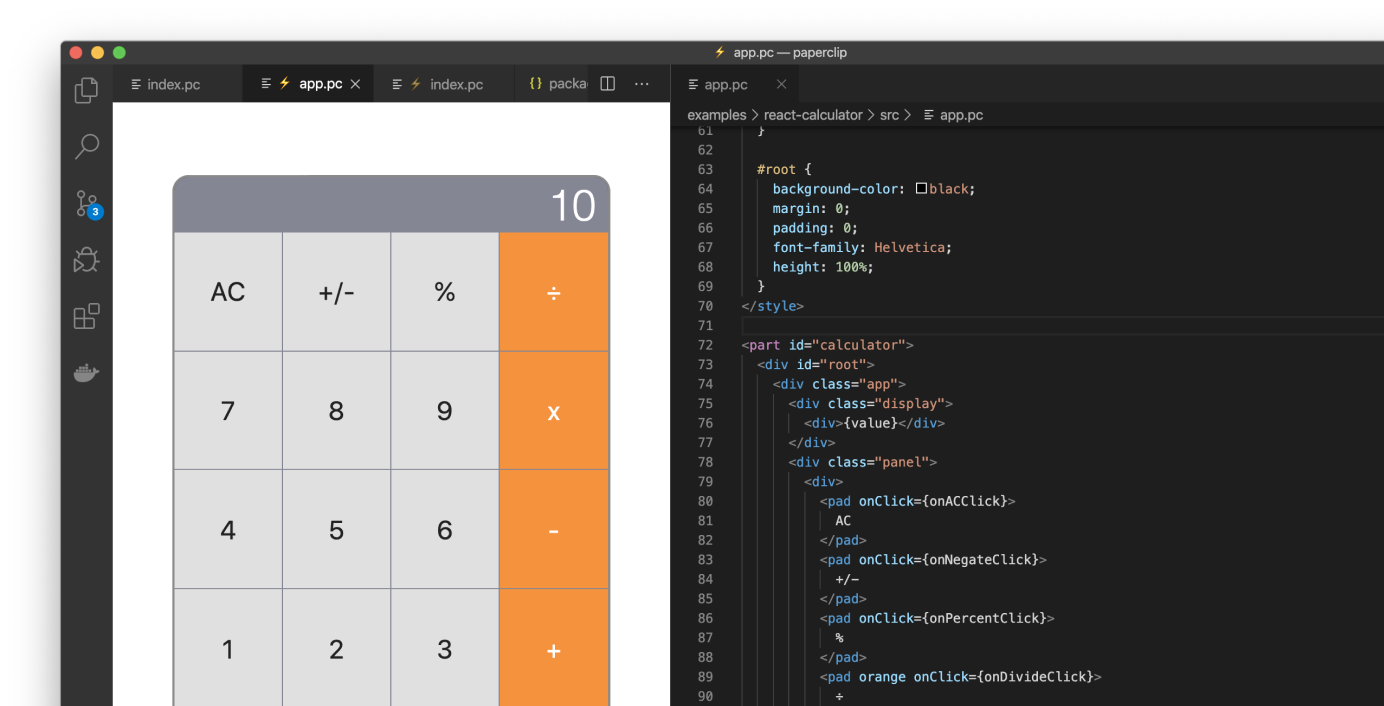 ⚡ app.pc — paperclip
index.pc
⚡ app.pc ×
⚡ index.pc
{} packa
···
app.pc ×
examples > react-calculator > src > app.pc
3
10
AC +/- % ÷
7 8 9 x
4 5 6 -
1 2 3 +
61 }
62
63 #root {
64 background-color: black;
65 margin: 0;
66 padding: 0;
67 font-family: Helvetica;
68 height: 100%;
69 }
70 </style>
71
72 <part id="calculator">
73 <div id="root">
74 <div class="app">
75 <div class="display">
76 <div>{value}</div>
77 </div>
78 <div class="panel">
79 <div>
80 <pad onClick={onACClick}>
81 AC
82 </pad>
83 <pad onClick={onNegateClick}>
84 +/-
85 </pad>
86 <pad onClick={onPercentClick}>
87 %
88 </pad>
89 <pad orange onClick={onDivideClick}>
90 ÷